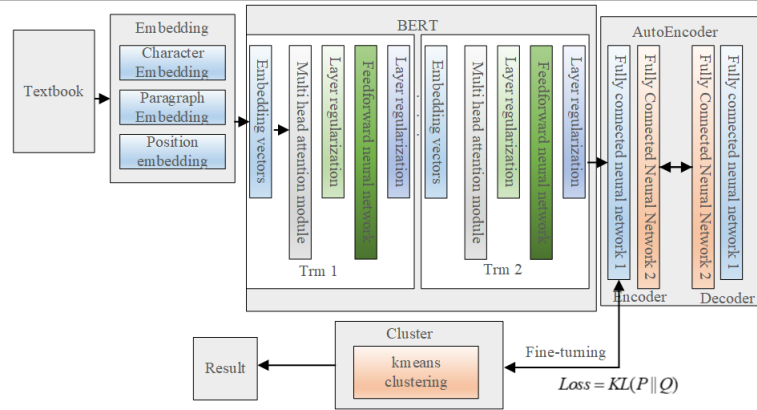 Textbook
Embedding
Character
Embedding
Paragraph
Embedding
Position
embedding
BERT
Embedding vectors
Multi head attention module
Layer regularization
Feedforward neural network
Layer regularization
Trm 1
. . .
Embedding vectors
Multi head attention module
Layer regularization
Feedforward neural network
Layer regularization
Trm 2
AutoEncoder
Fully connected neural network 1
Fully Connected Neural Network 2
Encoder
Fully Connected Neural Network 2
Fully connected neural network 1
Decoder
Fine-turning
Loss = KL(P || Q)
Cluster
kmeans
clustering
Result